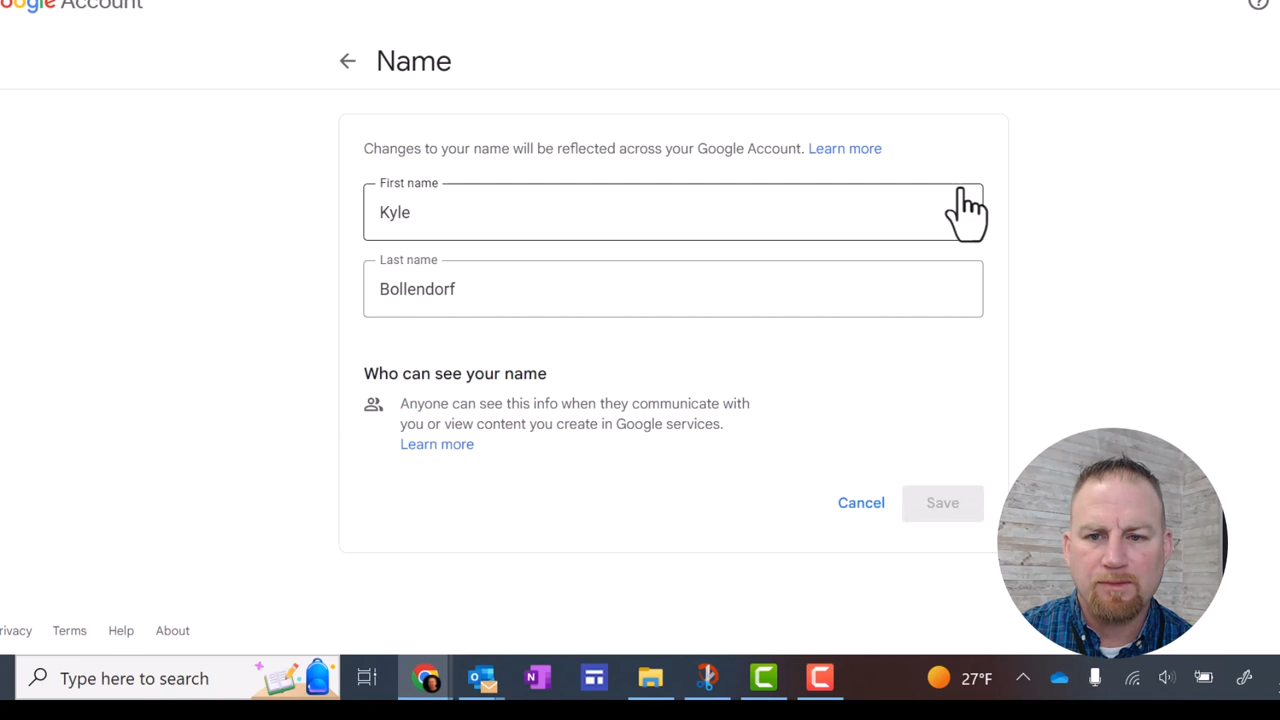 Google Account
Name
Changes to your name will be reflected across your Google Account. Learn more
First name
Kyle
Last name
Bollendorf
Who can see your name
Anyone can see this info when they communicate with
you or view content you create in Google services.
Learn more
Cancel
Save
rivacy Terms Help About
Type here to search
27°F